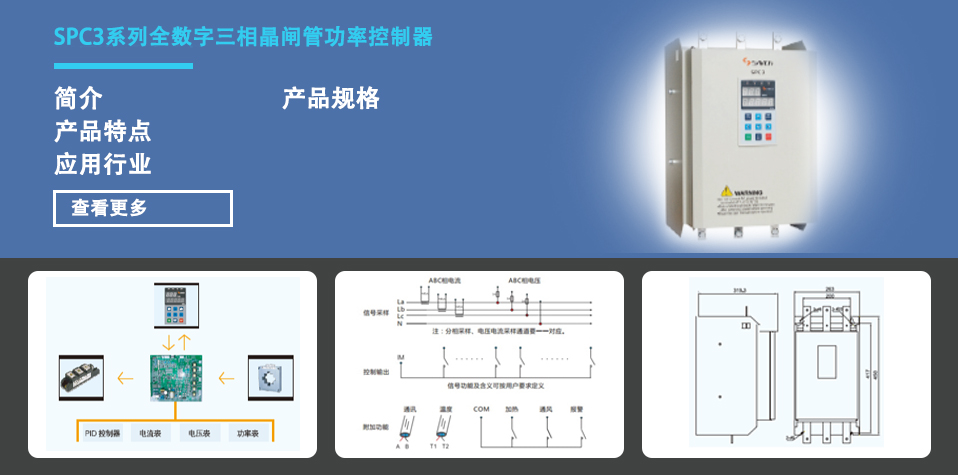 SPC3系列全数字三相晶闸管功率控制器
简介
产品规格
产品特点
应用行业
查看更多
SPC3
WARNING
PID 控制器
电流表
电压表
功率表
ABC相电流
ABC相电压
信号采样
La
Lb
Lc
N
注：分相采样、电压电流采样通道要一一对应。
IM
控制输出
信号功能及含义可按用户要求定义
通讯
温度
COM
加热
通风
报警
附加功能
A B
T1 T2
263
200
417